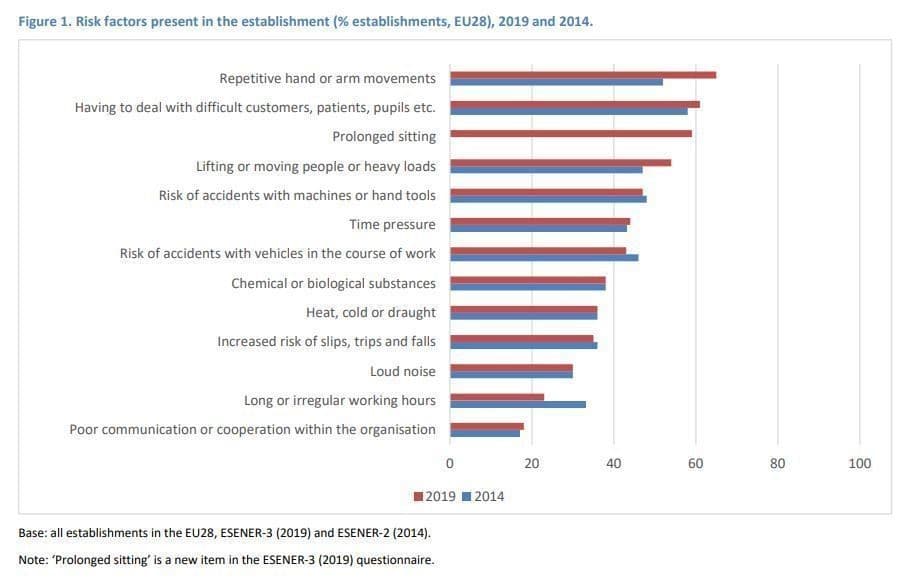 Figure 1. Risk factors present in the establishment (% establishments, EU28), 2019 and 2014.
Repetitive hand or arm movements
Having to deal with difficult customers, patients, pupils etc.
Prolonged sitting
Lifting or moving people or heavy loads
Risk of accidents with machines or hand tools
Time pressure
Risk of accidents with vehicles in the course of work
Chemical or biological substances
Heat, cold or draught
Increased risk of slips, trips and falls
Loud noise
Long or irregular working hours
Poor communication or cooperation within the organisation
0 20 40 60 80 100
2019 2014
Base: all establishments in the EU28, ESENER-3 (2019) and ESENER-2 (2014).
Note: ‘Prolonged sitting’ is a new item in the ESENER-3 (2019) questionnaire.